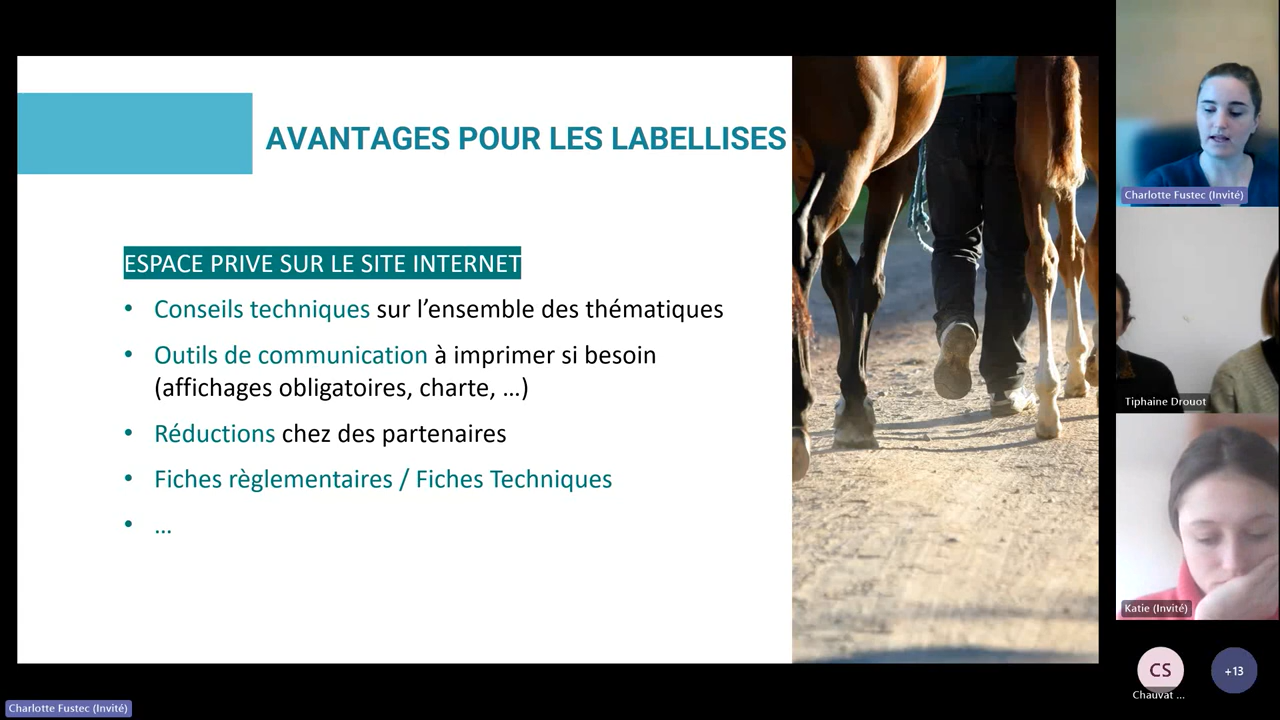 AVANTAGES POUR LES LABELLISES
ESPACE PRIVE SUR LE SITE INTERNET
• Conseils techniques sur l’ensemble des thématiques
• Outils de communication à imprimer si besoin
(affichages obligatoires, charte, …)
• Réductions chez des partenaires
• Fiches règlementaires / Fiches Techniques
• …
Charlotte Fustec (Invité)
Tiphaine Drouot
Katie (Invité)
CS
+13
Chauvat ...
Charlotte Fustec (Invité)